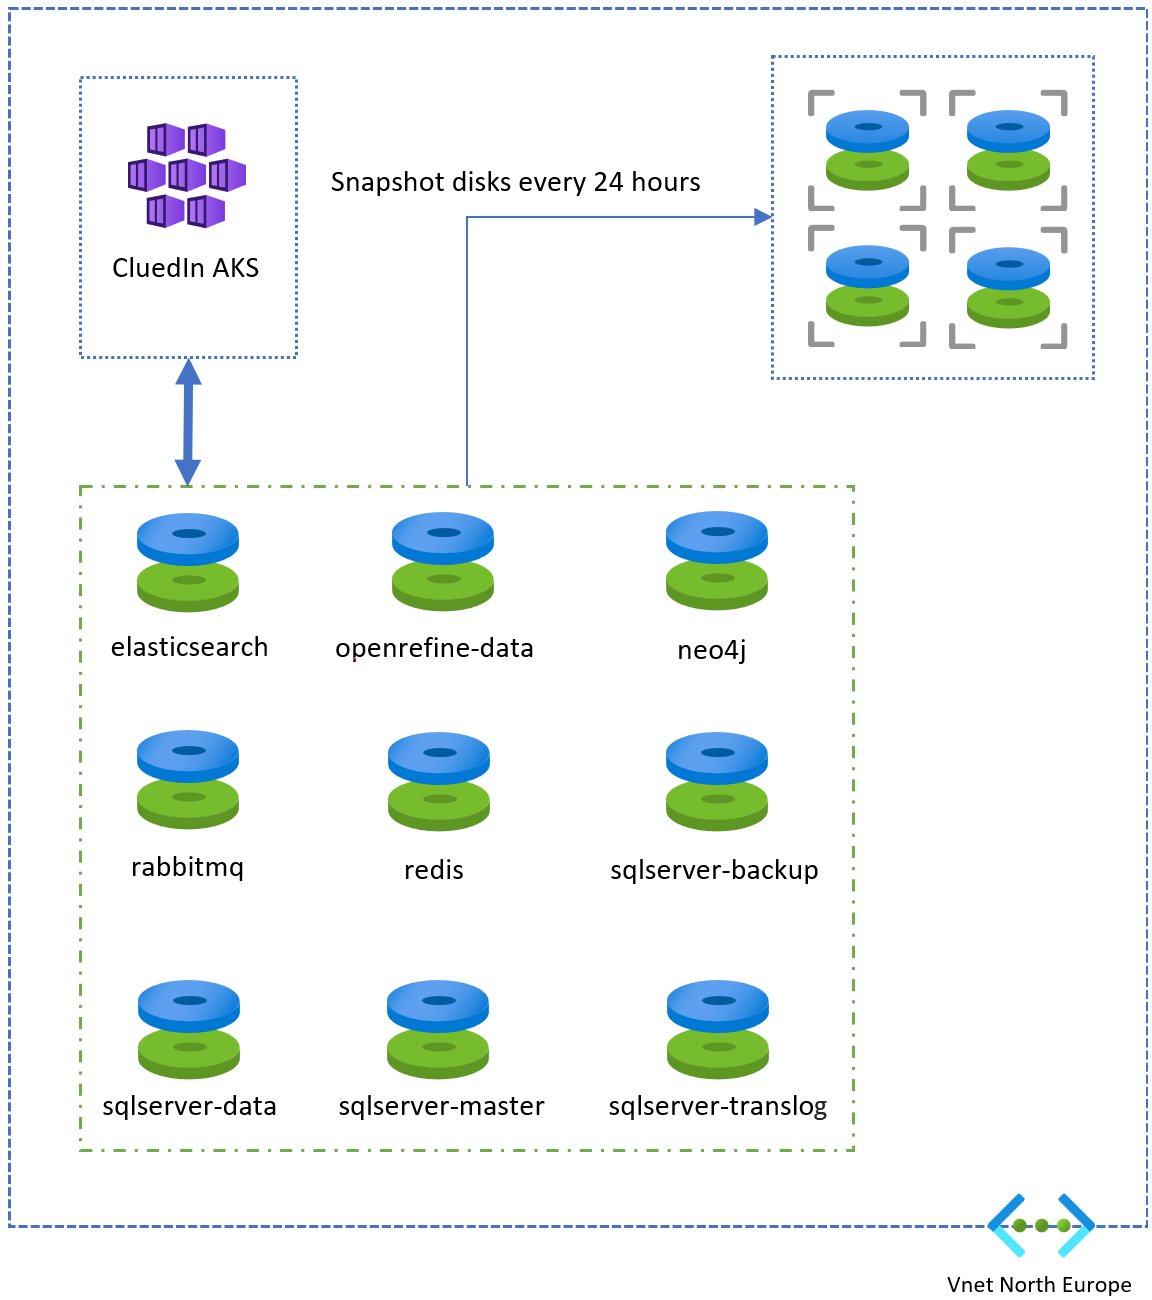 Snapshot disks every 24 hours
CluedIn AKS
elasticsearch
openrefine-data
neo4j
rabbitmq
redis
sqlserver-backup
sqlserver-data
sqlserver-master
sqlserver-translog
Vnet North Europe